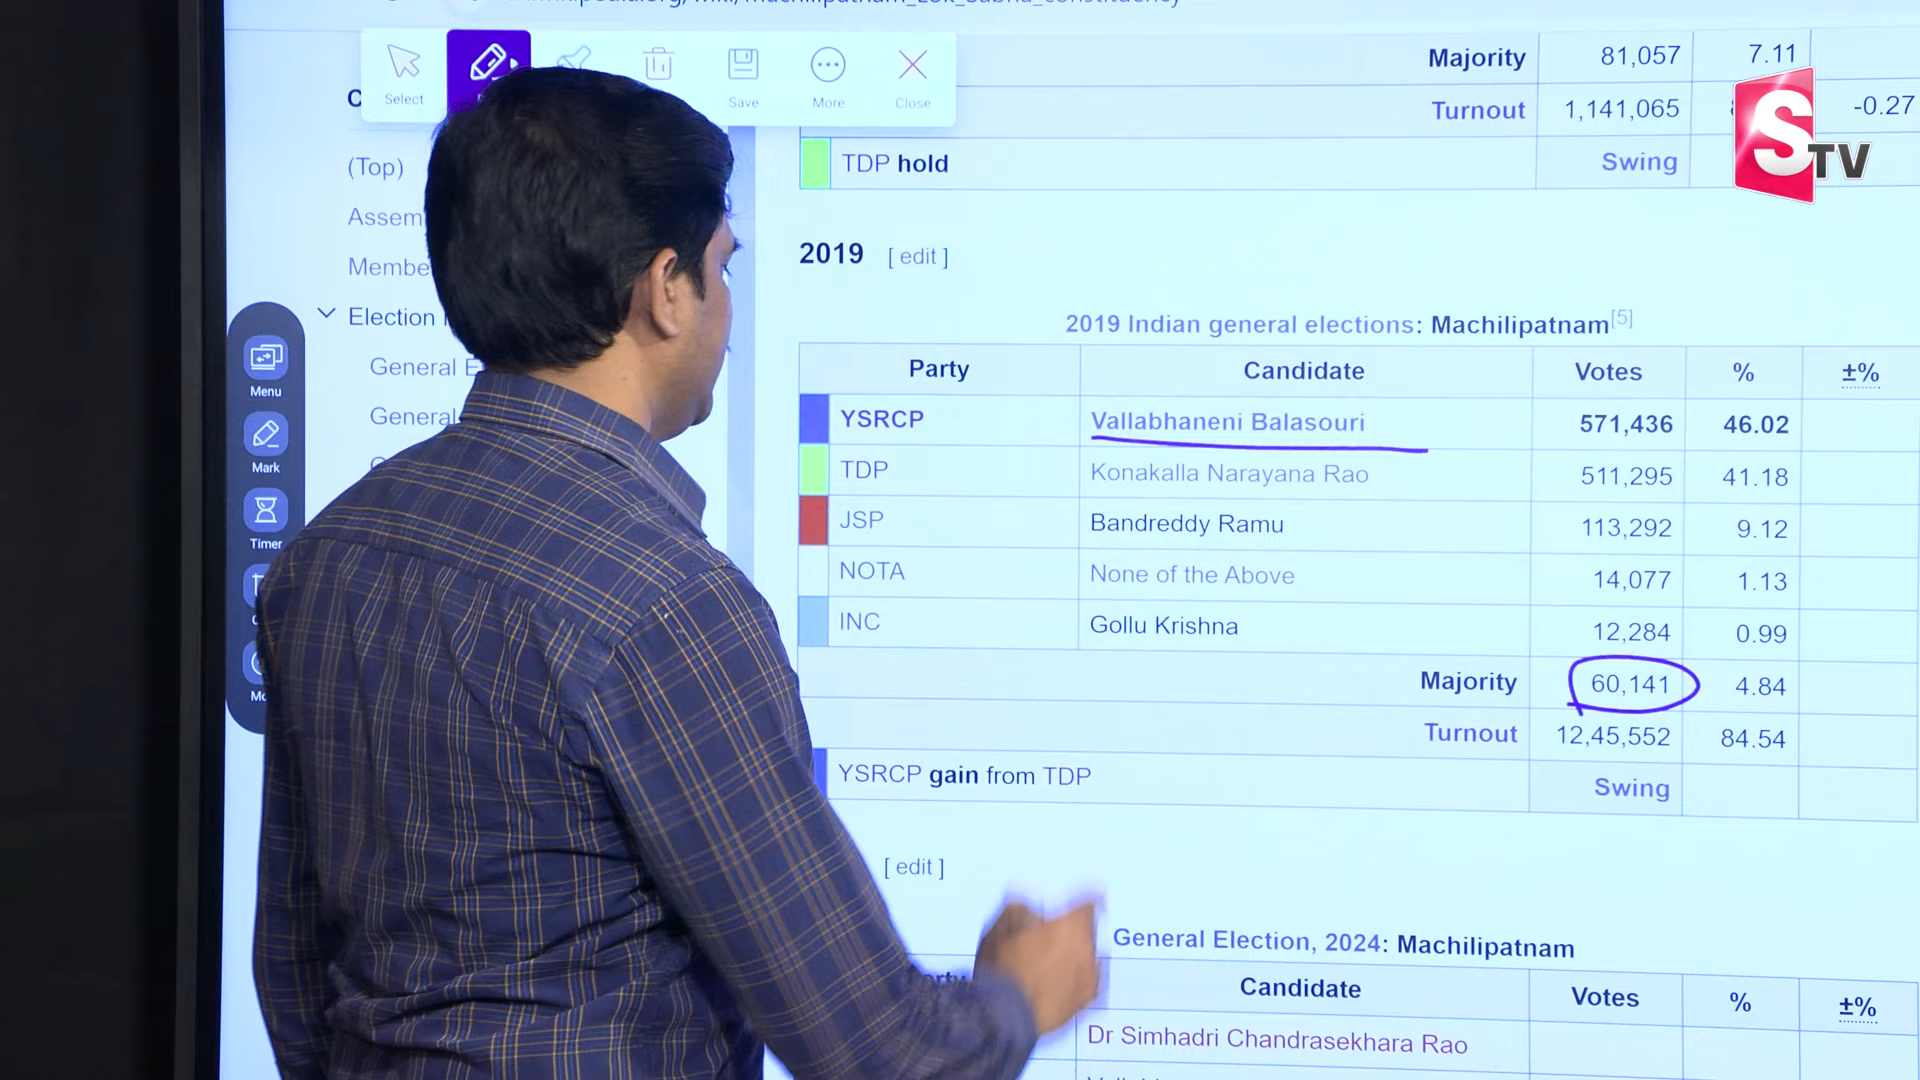 Select
Save
More
Close
Majority 81,057 7.11
Turnout 1,141,065 -0.27
TDP hold Swing
S TV
(Top)
Menu
Mark
Timer
2019 [ edit ]
2019 Indian general elections: Machilipatnam[5]
Party Candidate Votes % ±%
YSRCP Vallabhaneni Balasouri 571,436 46.02
TDP Konakalla Narayana Rao 511,295 41.18
JSP Bandreddy Ramu 113,292 9.12
NOTA None of the Above 14,077 1.13
INC Gollu Krishna 12,284 0.99
Majority 60,141 4.84
Turnout 12,45,552 84.54
YSRCP gain from TDP Swing
[ edit ]
General Election, 2024: Machilipatnam
Candidate Votes % ±%
Dr Simhadri Chandrasekhara Rao